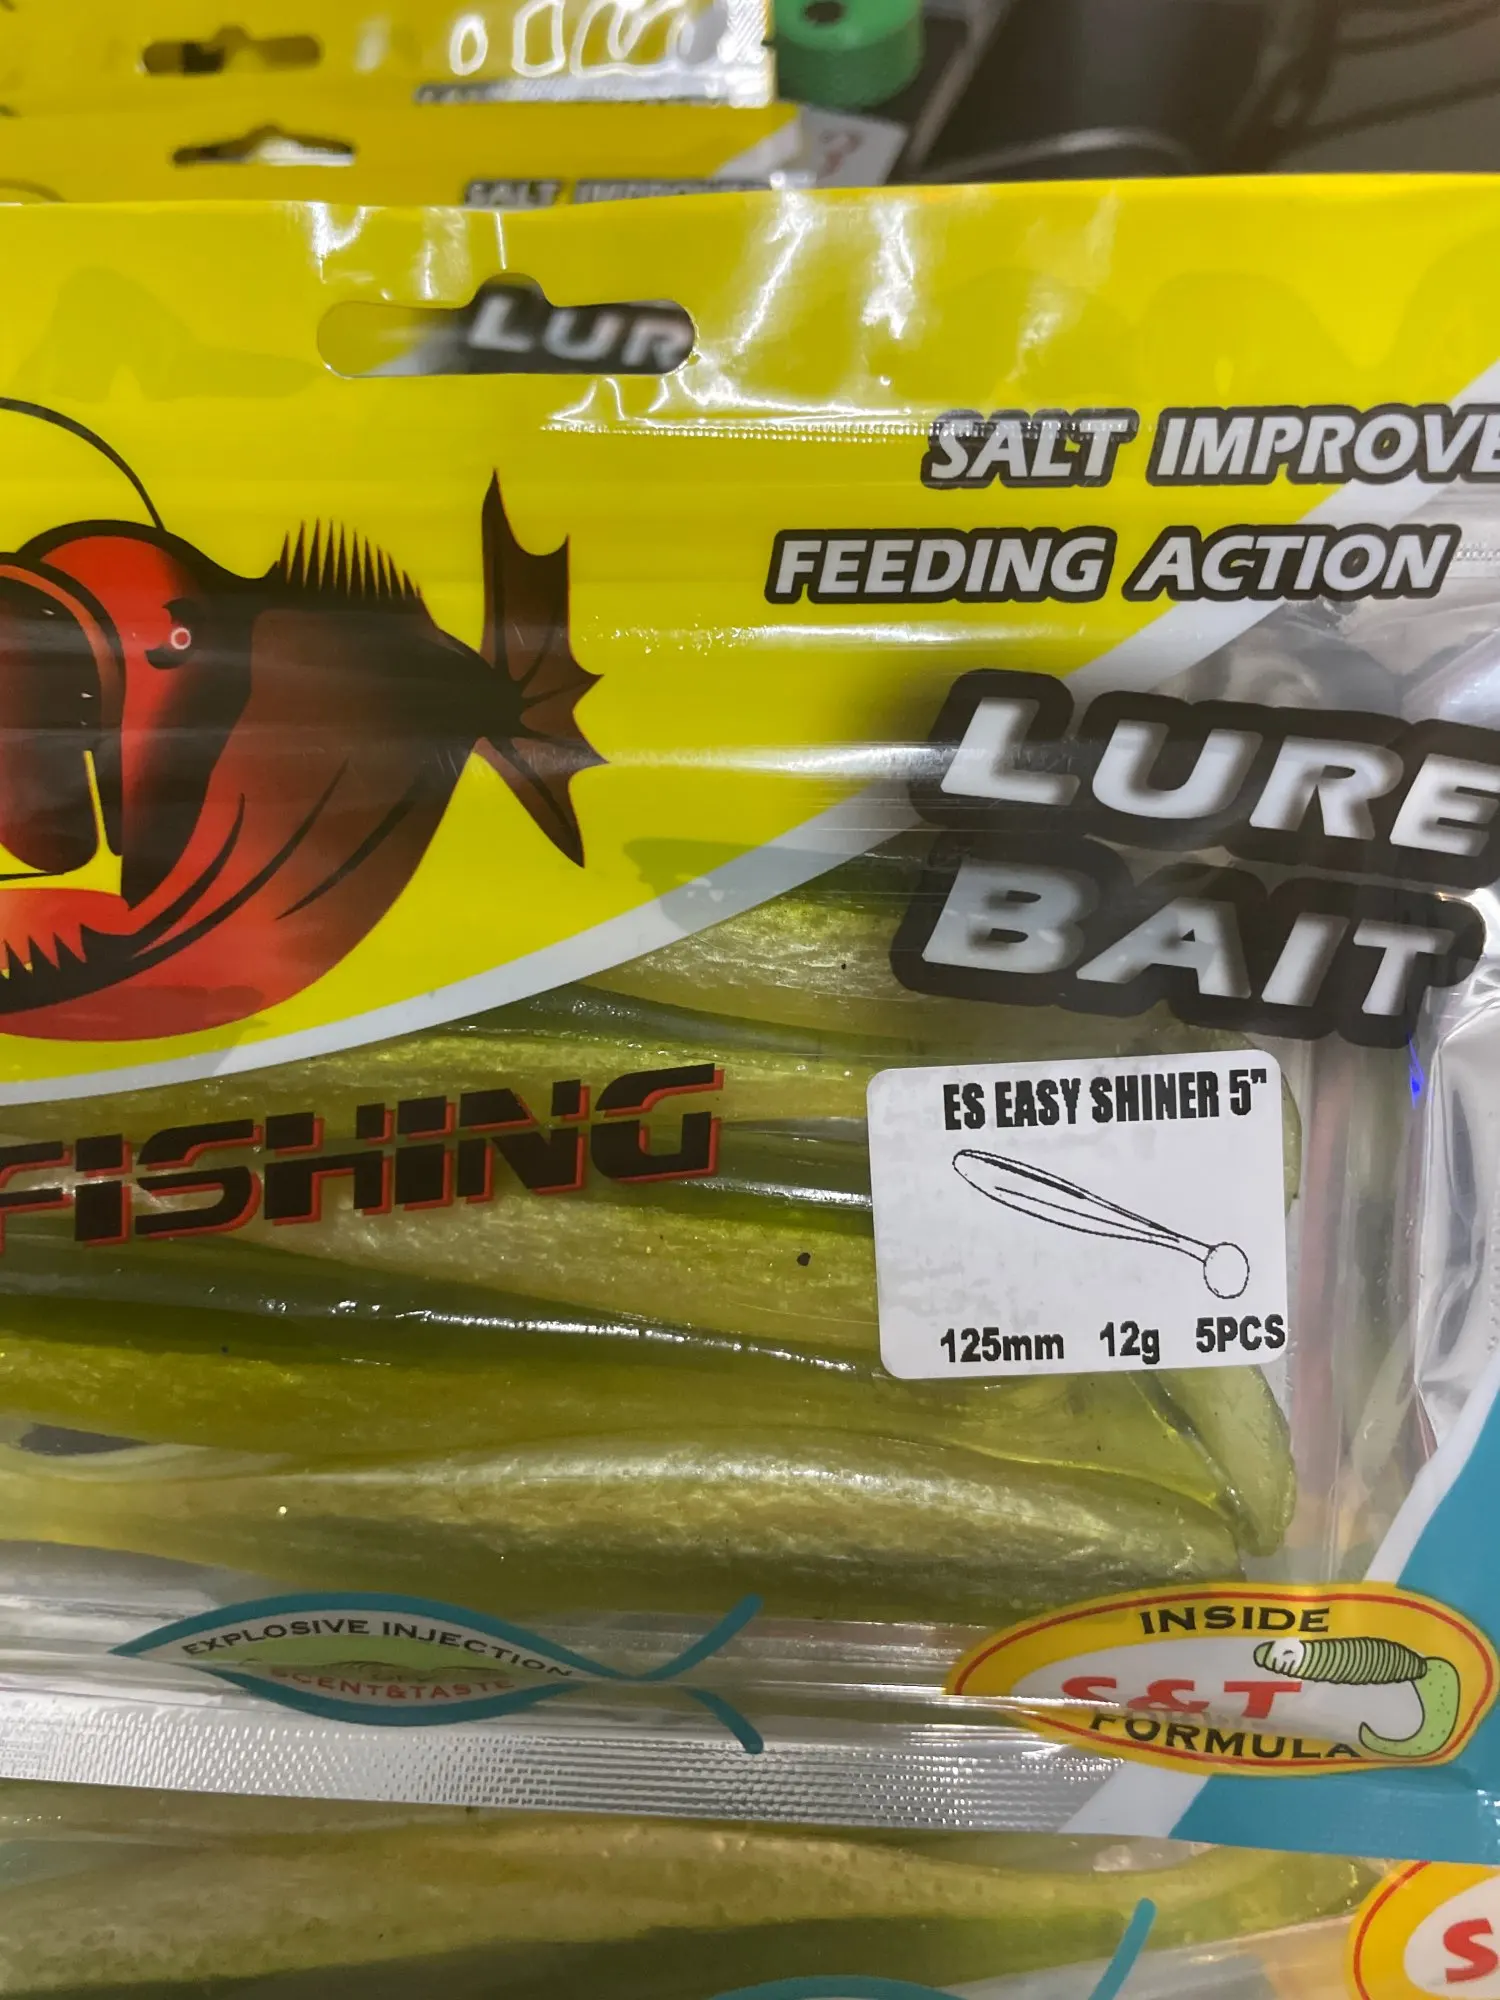 SALT
LUR
SALT IMPROVE
FEEDING ACTION
LURE
BAIT
FISHING
ES EASY SHINER 5"
125mm 12g 5PCS
EXPLOSIVE INJECTION
SCENT&TASTE
INSIDE
S&T
FORMULA
S